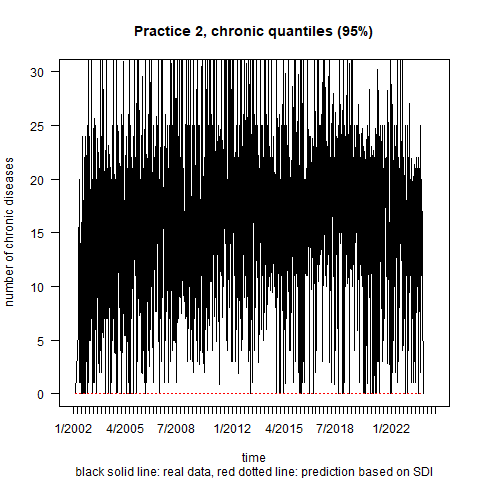 Practice 2, chronic quantiles (95%)
number of chronic diseases
30
25
20
15
10
5
0
1/2002 4/2005 7/2008 1/2012 4/2015 7/2018 1/2022
time
black solid line: real data, red dotted line: prediction based on SDI